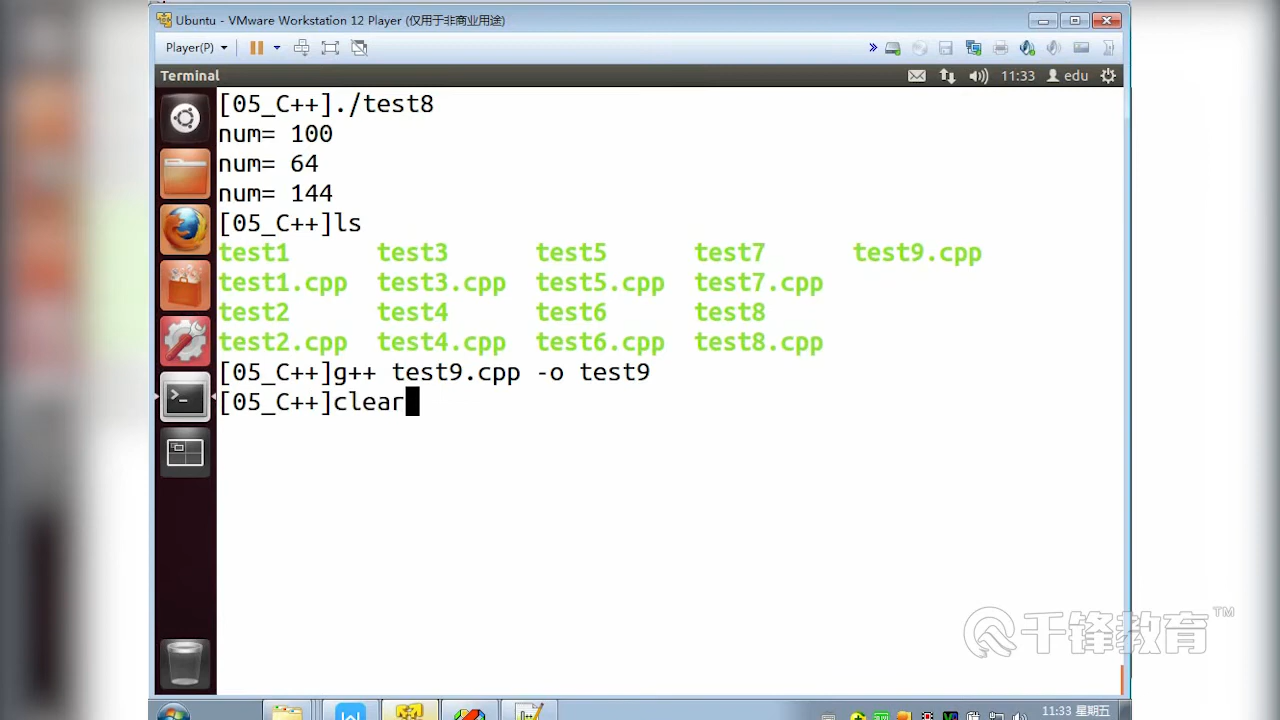 Ubuntu - VMware Workstation 12 Player (仅用于非商业用途)
Player(P)
Terminal
11:33
edu
[05_C++]./test8
num= 100
num= 64
num= 144
[05_C++]ls
test1 test3 test5 test7 test9.cpp
test1.cpp test3.cpp test5.cpp test7.cpp
test2 test4 test6 test8
test2.cpp test4.cpp test6.cpp test8.cpp
[05_C++]g++ test9.cpp -o test9
[05_C++]clear
千锋教育™
11:33 星期五